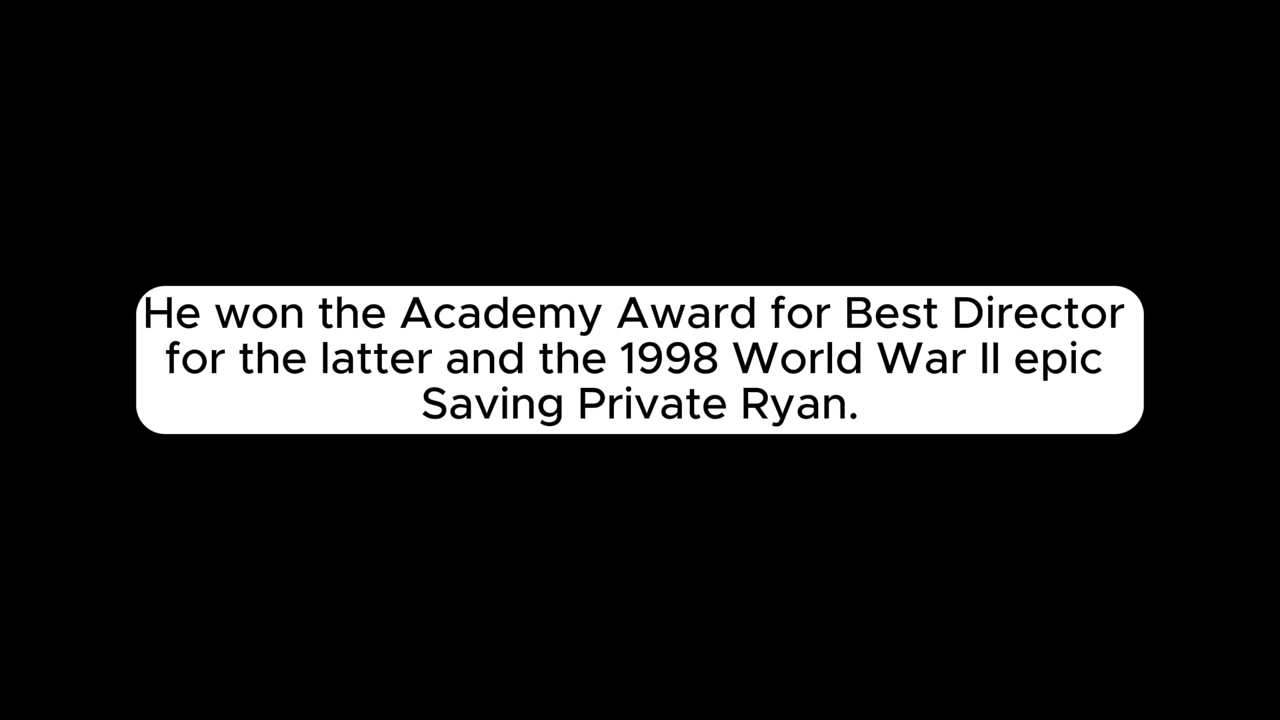 He won the Academy Award for Best Director
for the latter and the 1998 World War II epic
Saving Private Ryan.